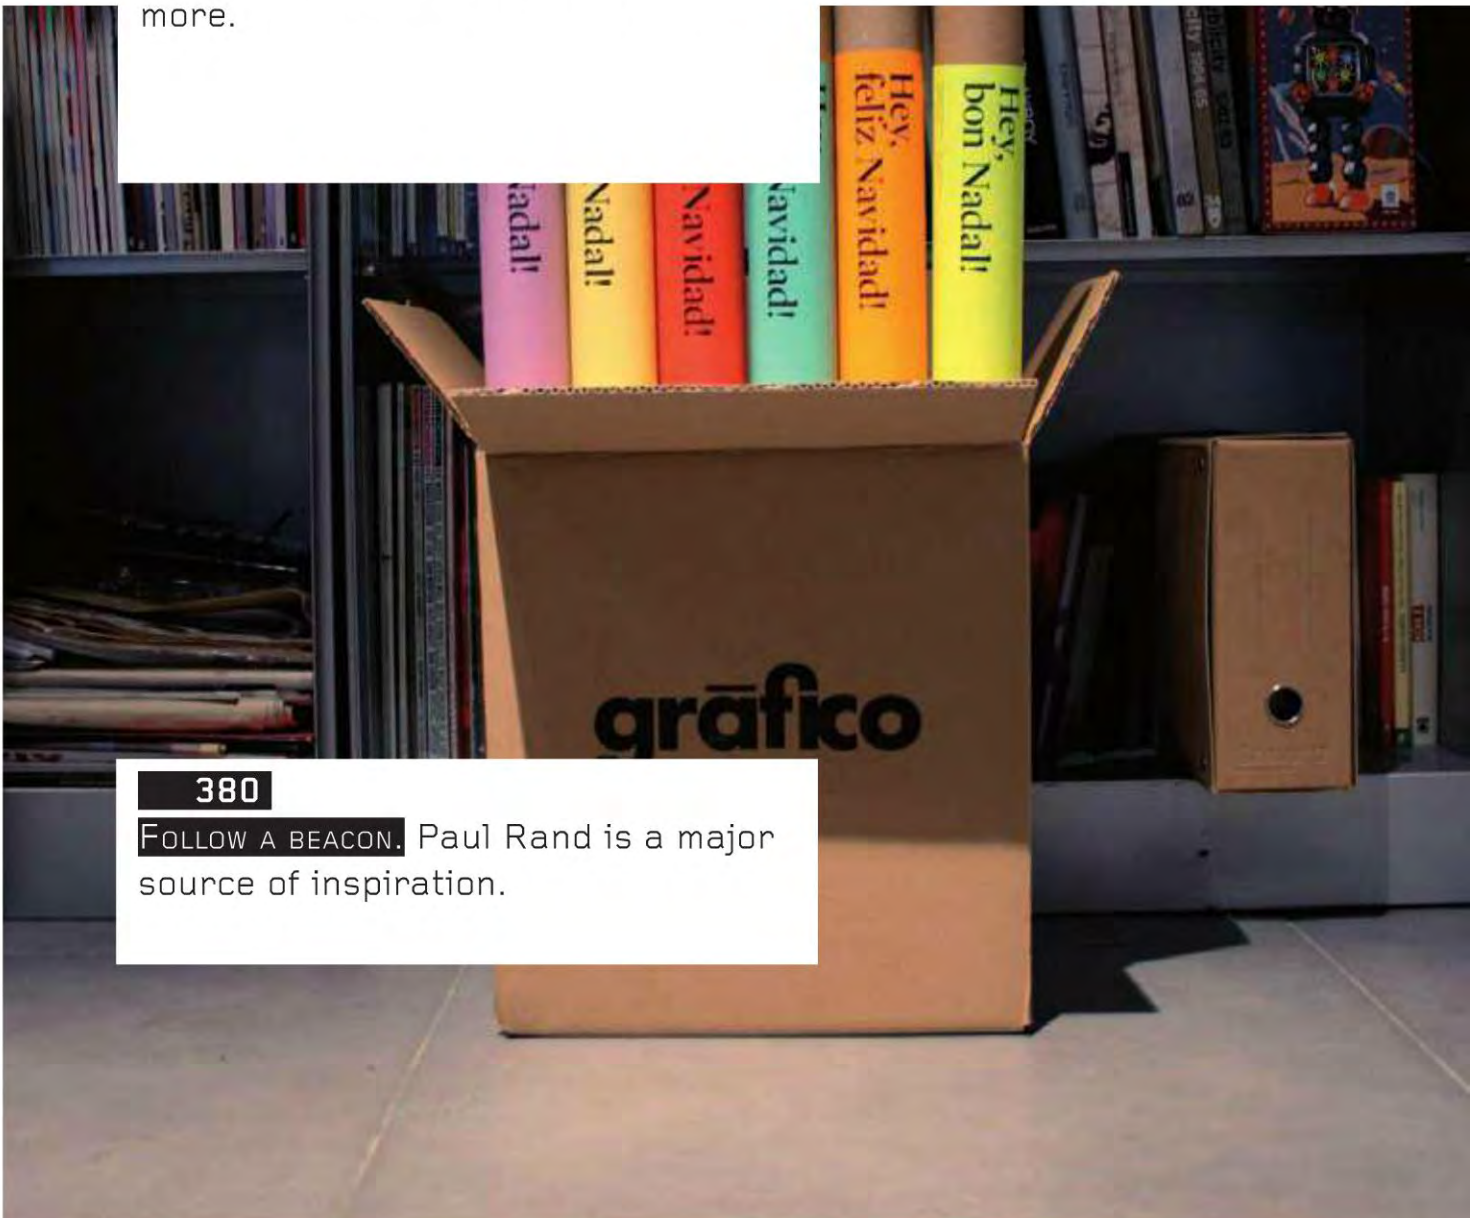 more.
Nadal!
Nadal!
Navidad!
Navidad!
Hey,
feliz Navidad!
Hey,
bon Nadal!
gráfico
380
FOLLOW A BEACON. Paul Rand is a major
source of inspiration.